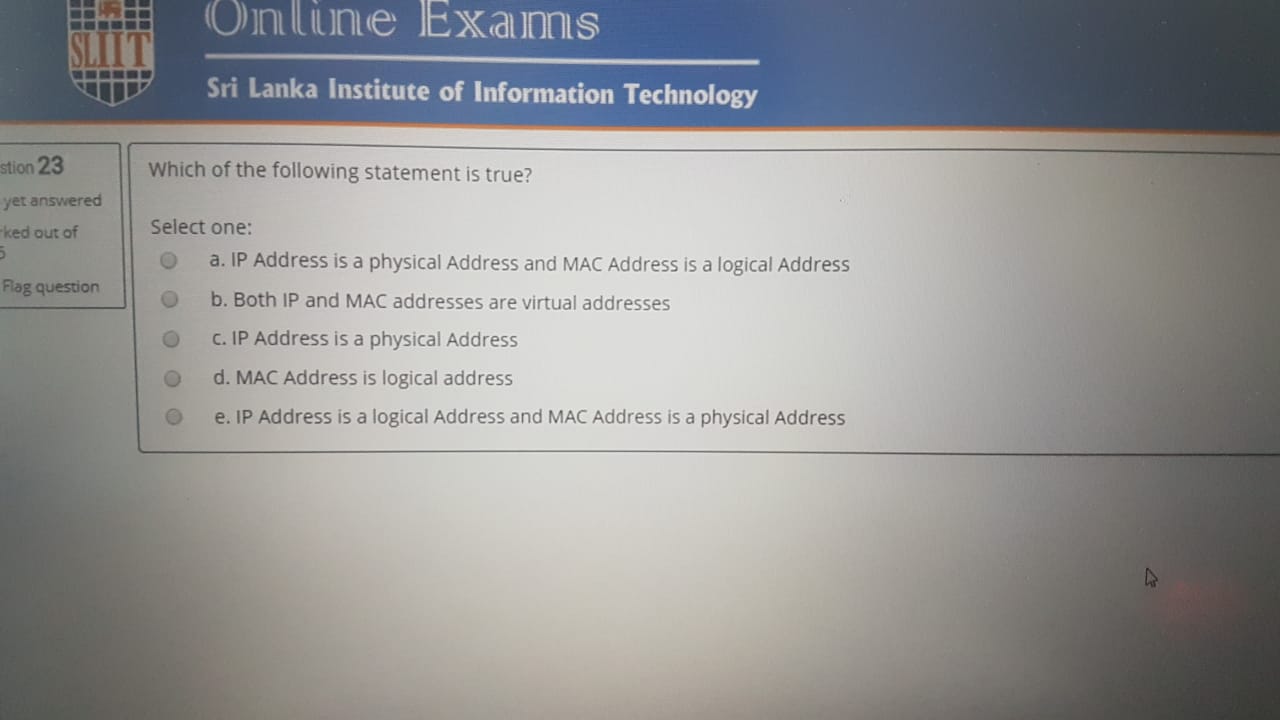 Online Exams
SLIIT
Sri Lanka Institute of Information Technology
stion 23
yet answered
rked out of
5
Flag question
Which of the following statement is true?
Select one:
a. IP Address is a physical Address and MAC Address is a logical Address
b. Both IP and MAC addresses are virtual addresses
c. IP Address is a physical Address
d. MAC Address is logical address
e. IP Address is a logical Address and MAC Address is a physical Address